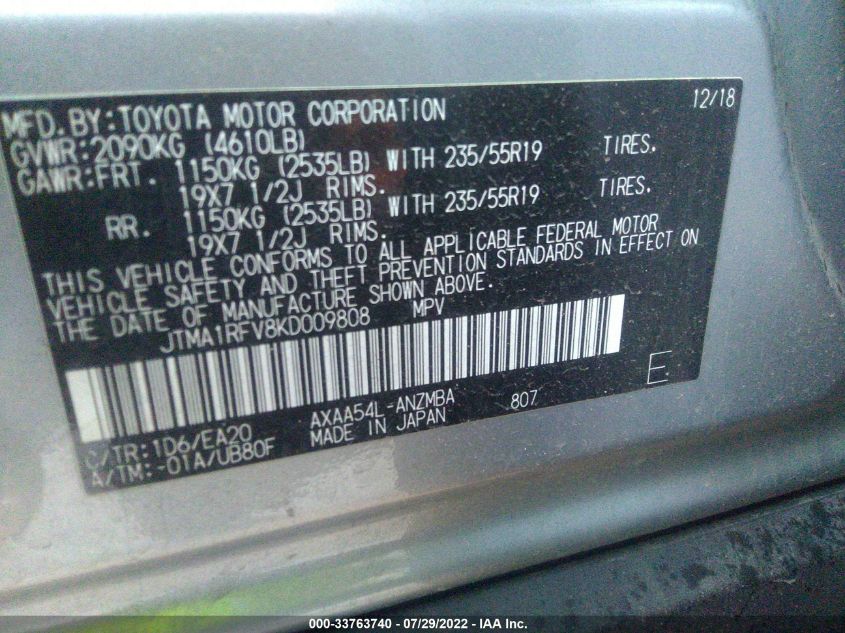 MFD.BY:TOYOTA MOTOR CORPORATION 12/18
GVWR:2090KG (4610LB)
GAWR:FRT. 1150KG (2535LB) WITH 235/55R19 TIRES.
19X7 1/2J RIMS.
RR. 1150KG (2535LB) WITH 235/55R19 TIRES.
19X7 1/2J RIMS.
THIS VEHICLE CONFORMS TO ALL APPLICABLE FEDERAL MOTOR
VEHICLE SAFETY AND THEFT PREVENTION STANDARDS IN EFFECT ON
THE DATE OF MANUFACTURE SHOWN ABOVE.
JTMA1RFV8KD009808 MPV
E
C/TR:1D6/EA20 AXAA54L-ANZMBA 807
A/TM:-01A/UB80F MADE IN JAPAN
000-33763740 - 07/29/2022 - IAA Inc.